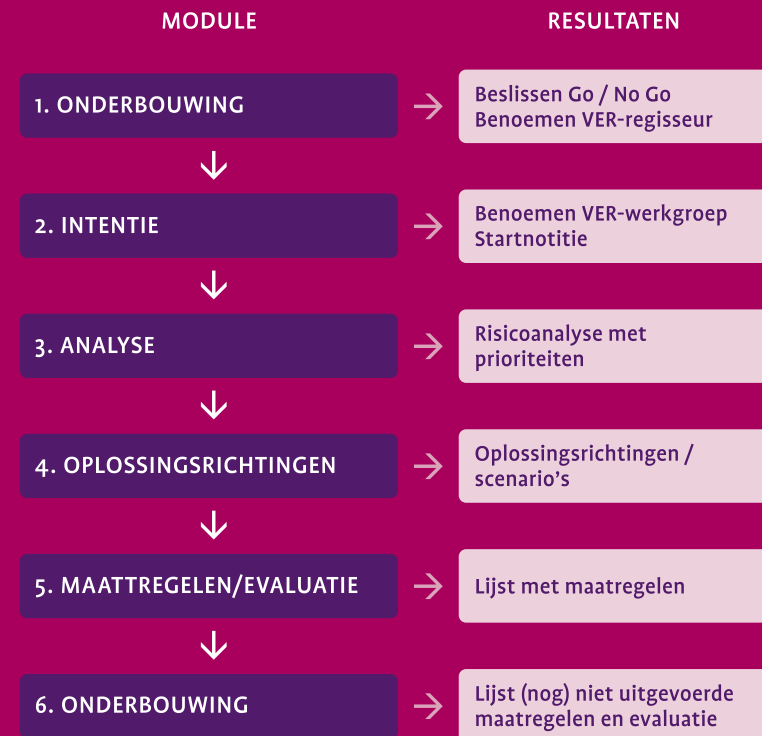 MODULE
RESULTATEN
1. ONDERBOUWING
Beslissen Go / No Go
Benoemen VER-regisseur
2. INTENTIE
Benoemen VER-werkgroep
Startnotitie
3. ANALYSE
Risicoanalyse met
prioriteiten
4. OPLOSSINGSRICHTINGEN
Oplossingsrichtingen /
scenario’s
5. MAATTREGELEN/EVALUATIE
Lijst met maatregelen
6. ONDERBOUWING
Lijst (nog) niet uitgevoerde
maatregelen en evaluatie